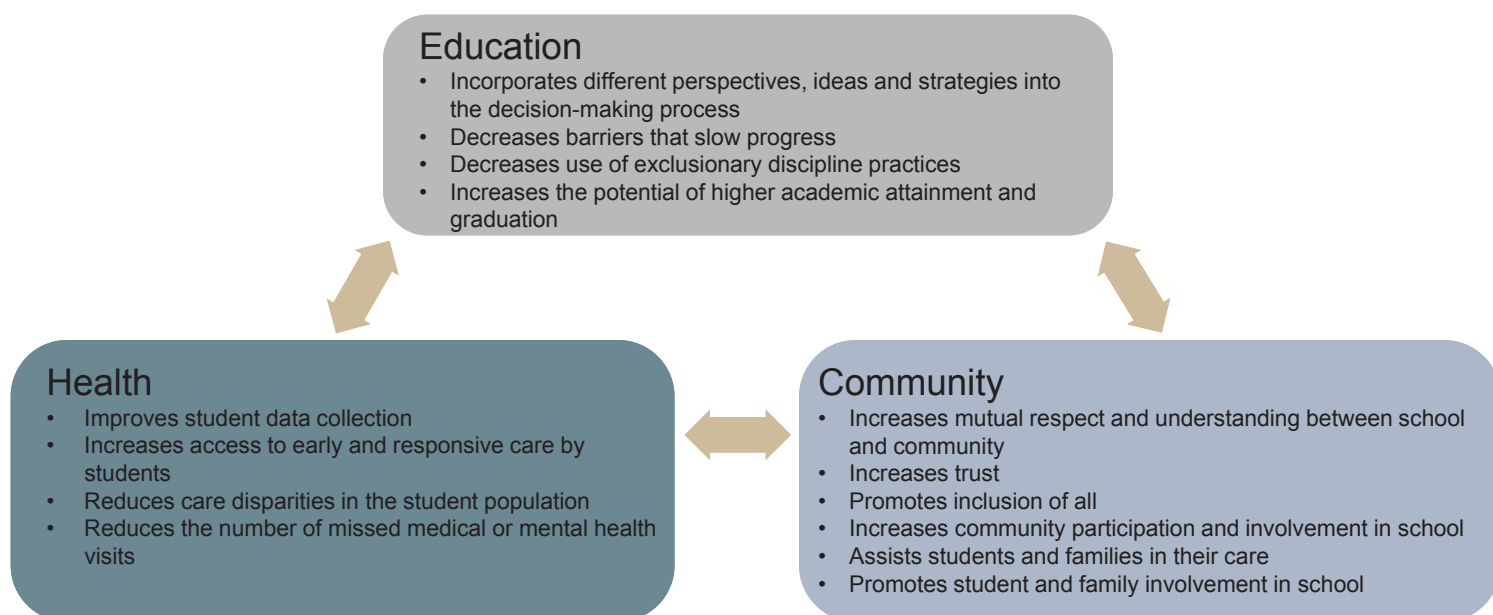 Education
• Incorporates different perspectives, ideas and strategies into
the decision-making process
• Decreases barriers that slow progress
• Decreases use of exclusionary discipline practices
• Increases the potential of higher academic attainment and
graduation
Health
• Improves student data collection
• Increases access to early and responsive care by
students
• Reduces care disparities in the student population
• Reduces the number of missed medical or mental health
visits
Community
• Increases mutual respect and understanding between school
and community
• Increases trust
• Promotes inclusion of all
• Increases community participation and involvement in school
• Assists students and families in their care
• Promotes student and family involvement in school